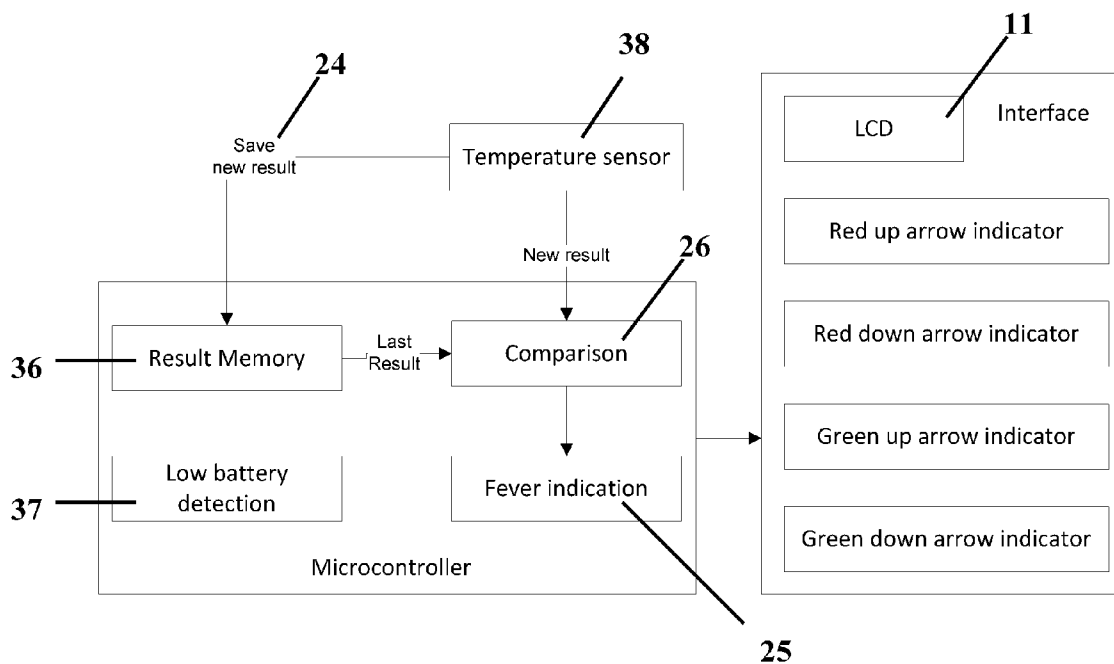 24
38
11
Save
new result
Temperature sensor
LCD
Interface
Red up arrow indicator
New result
26
Red down arrow indicator
36
Result Memory
Last
Result
Comparison
Green up arrow indicator
37
Low battery
detection
Fever indication
Green down arrow indicator
Microcontroller
25